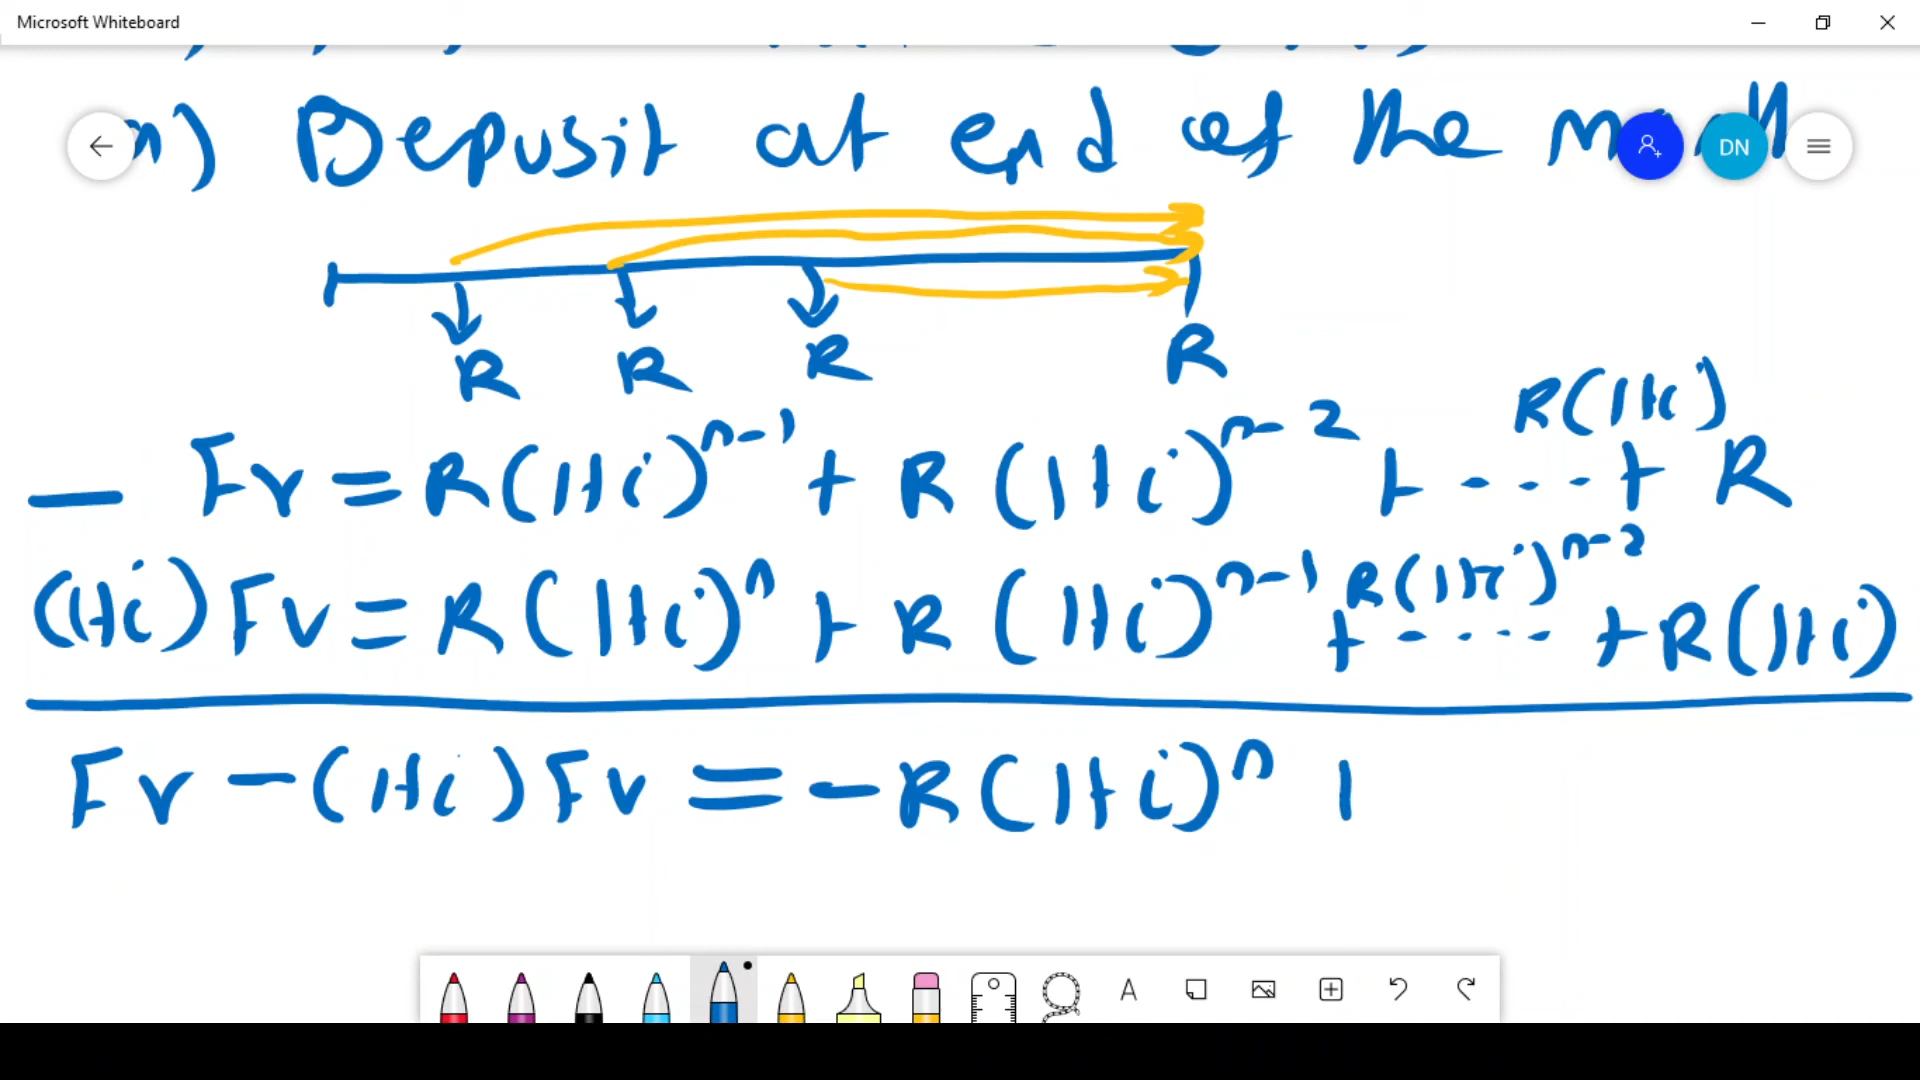 Microsoft Whiteboard
a) Deposit at end of the month
DN
R R R R
R(1+i)
Fv = R(1+i)^{n-1} + R(1+i)^{n-2} + ---- + R
R(1+i)^{n-2}
(1+i)Fv = R(1+i)^n + R(1+i)^{n-1} + ---- + R(1+i)
Fv - (1+i)Fv = -R(1+i)^n
A